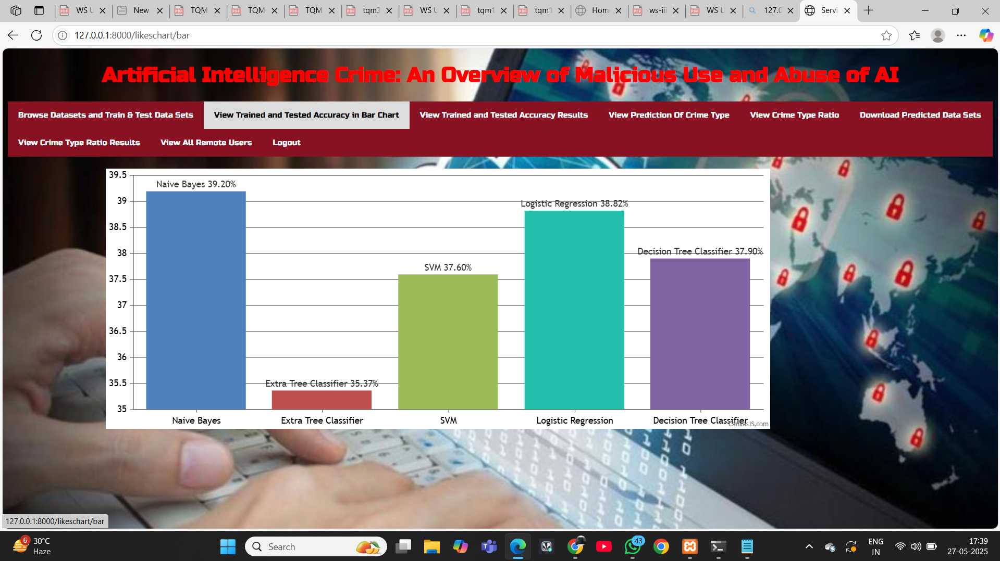 WS U
New
TQM
TQM
TQM
tqm3
WS U
tqm1
tqm1
Hom
ws-iii
WS U
127.0
Servi
127.0.0.1:8000/likeschart/bar
Artificial Intelligence Crime: An Overview of Malicious Use and Abuse of AI
Browse Datasets and Train & Test Data Sets
View Trained and Tested Accuracy in Bar Chart
View Trained and Tested Accuracy Results
View Prediction Of Crime Type
View Crime Type Ratio
Download Predicted Data Sets
View Crime Type Ratio Results
View All Remote Users
Logout
39.5
39
38.5
38
37.5
37
36.5
36
35.5
35
Naive Bayes 39.20%
Extra Tree Classifier 35.37%
SVM 37.60%
Logistic Regression 38.82%
Decision Tree Classifier 37.90%
Naive Bayes
Extra Tree Classifier
SVM
Logistic Regression
Decision Tree Classifier
CanvasJS.com
127.0.0.1:8000/likeschart/bar
6
30°C
Haze
Search
43
ENG
IN
17:39
27-05-2025